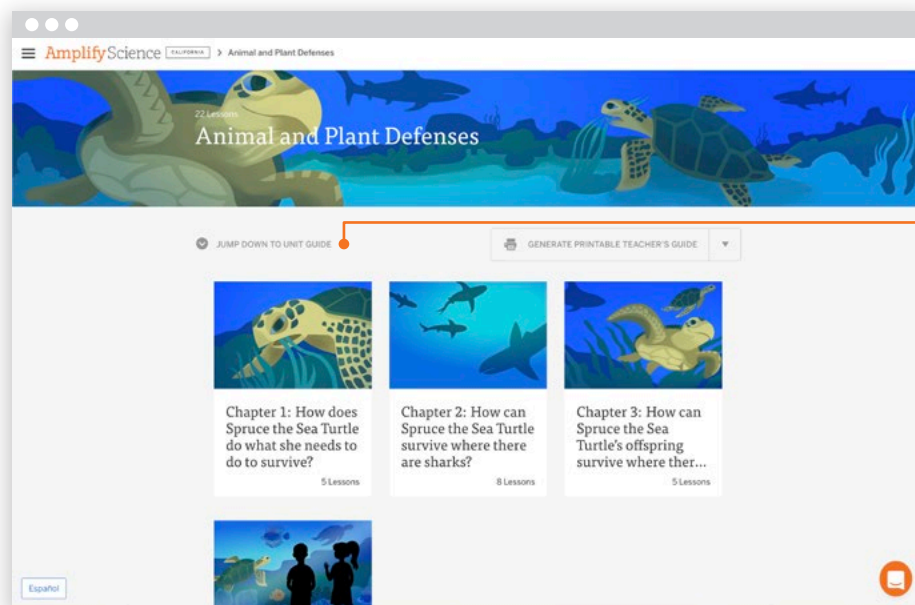 AmplifyScience CALIFORNIA > Animal and Plant Defenses
22 Lessons
Animal and Plant Defenses
JUMP DOWN TO UNIT GUIDE
GENERATE PRINTABLE TEACHER'S GUIDE
Chapter 1: How does
Spruce the Sea Turtle
do what she needs to
do to survive?
5 Lessons
Chapter 2: How can
Spruce the Sea Turtle
survive where there
are sharks?
8 Lessons
Chapter 3: How can
Spruce the Sea
Turtle's offspring
survive where ther...
5 Lessons
Español